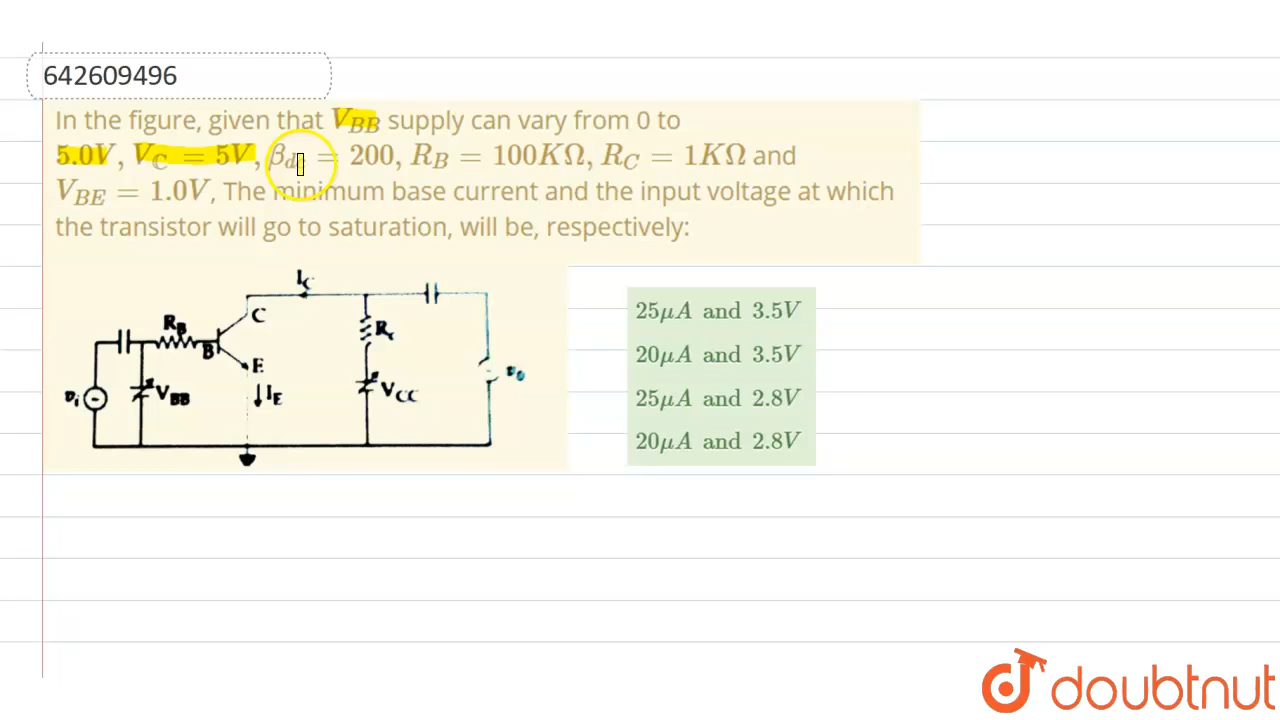 642609496
In the figure, given that V_BB supply can vary from 0 to
5.0V, V_C = 5V, β_d = 200, R_B = 100KΩ, R_C = 1KΩ and
V_BE = 1.0V, The minimum base current and the input voltage at which
the transistor will go to saturation, will be, respectively:
I_C
C
R_B
B
E
R_c
υ_i
V_BB
I_E
V_CC
υ_0
25μA and 3.5V
20μA and 3.5V
25μA and 2.8V
20μA and 2.8V
doubtnut